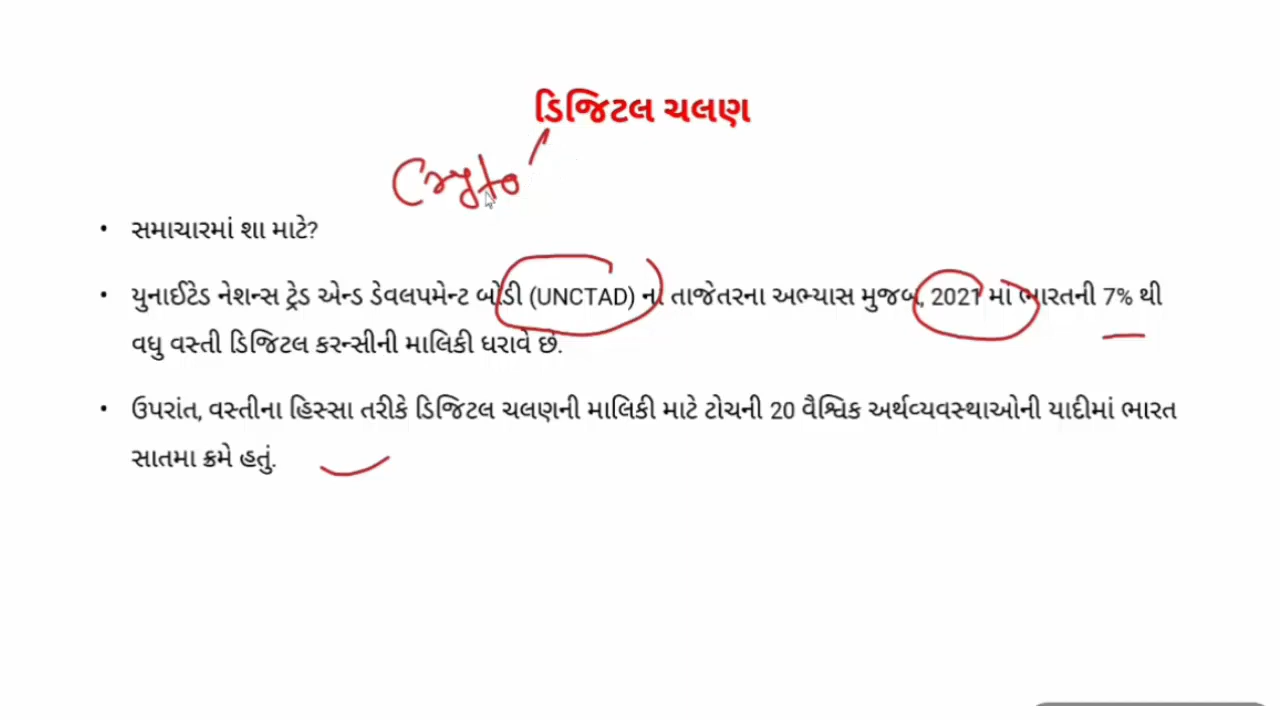 ડિજિટલ ચલણ
Crypto
• સમાચારમાં શા માટે?
• યુનાઈટેડ નેશન્સ ટ્રેડ એન્ડ ડેવલપમેન્ટ બોડી (UNCTAD) ના તાજેતરના અભ્યાસ મુજબ, 2021 માં ભારતની 7% થી
વધુ વસ્તી ડિજિટલ કરન્સીની માલિકી ધરાવે છે.
• ઉપરાંત, વસ્તીના હિસ્સા તરીકે ડિજિટલ ચલણની માલિકી માટે ટોચની 20 વૈશ્વિક અર્થવ્યવસ્થાઓની યાદીમાં ભારત
સાતમા ક્રમે હતું.